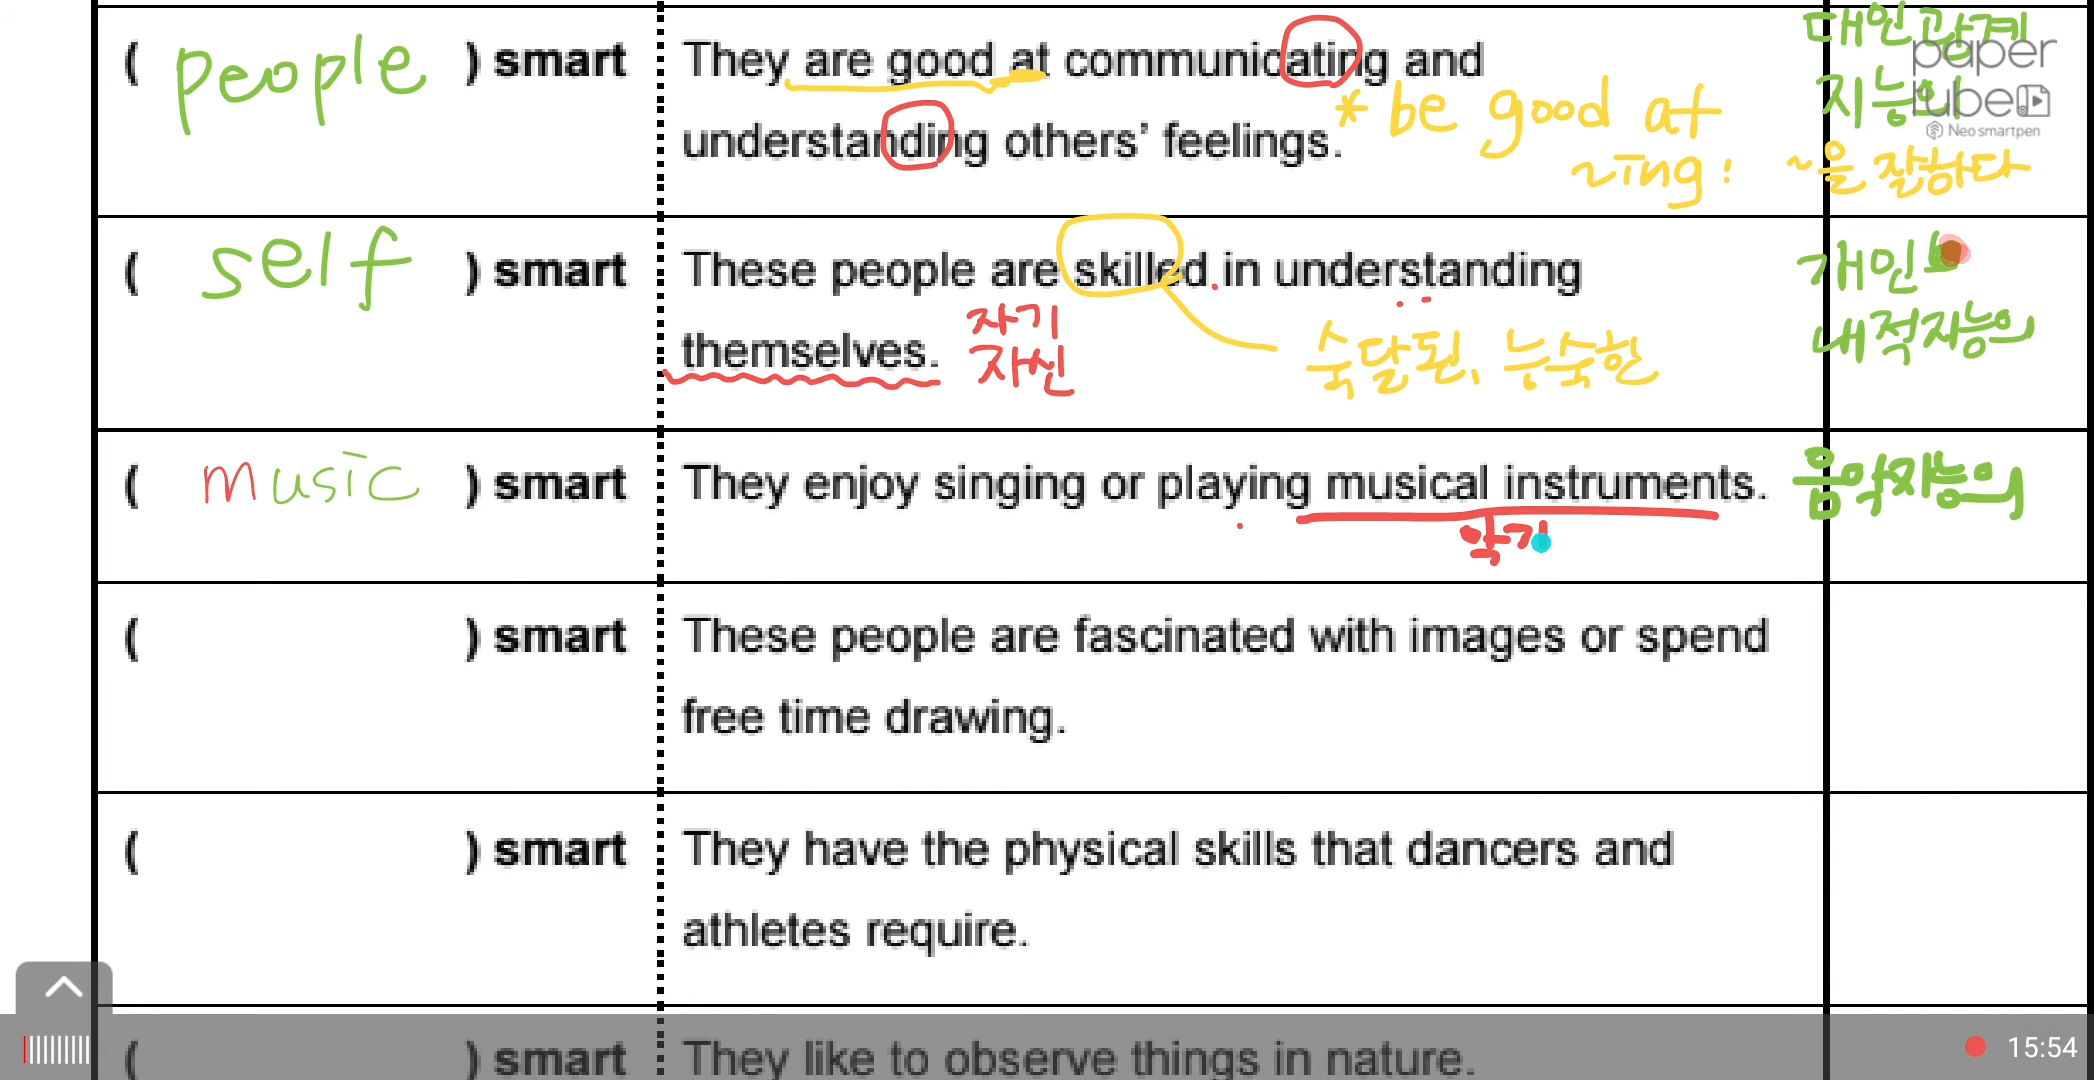 ( people ) smart They are good at communicating and 대인관계
understanding others’ feelings. * be good at 지능의
~ing : ~을 잘하다
( self ) smart These people are skilled in understanding 개인
themselves. 자기 자신 숙달된, 능숙한 내적지능의
( music ) smart They enjoy singing or playing musical instruments. 음악지능의
악기
( ) smart These people are fascinated with images or spend
free time drawing.
( ) smart They have the physical skills that dancers and
athletes require.
( ) smart They like to observe things in nature.
paper
tube
Neo smartpen
15:54